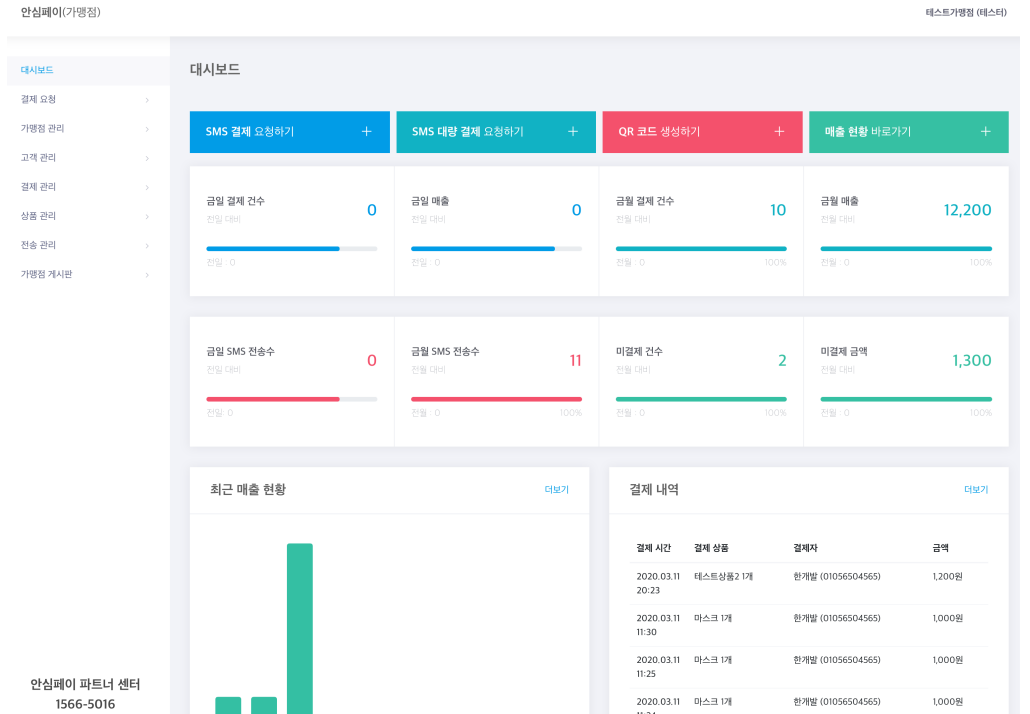 안심페이(가맹점)
테스트가맹점 (테스터)
대시보드
결제 요청
가맹점 관리
고객 관리
결제 관리
상품 관리
전송 관리
가맹점 게시판
안심페이 파트너 센터
1566-5016
대시보드
SMS 결제 요청하기
SMS 대량 결제 요청하기
QR 코드 생성하기
매출 현황 바로가기
금일 결제 건수
전일 대비
0
전일 : 0
금일 매출
전일 대비
0
전일 : 0
금월 결제 건수
전월 대비
10
전월 : 0 100%
금월 매출
전월 대비
12,200
전월 : 0 100%
금일 SMS 전송수
전일 대비
0
전일: 0
금월 SMS 전송수
전월 대비
11
전월 : 0 100%
미결제 건수
전월 대비
2
전월 : 0 100%
미결제 금액
전월 대비
1,300
전월 : 0 100%
최근 매출 현황 더보기
결제 내역 더보기
결제 시간 결제 상품 결제자 금액
2020.03.11 테스트상품2 1개 한개발 (01056504565) 1,200원
20:23
2020.03.11 마스크 1개 한개발 (01056504565) 1,000원
11:30
2020.03.11 마스크 1개 한개발 (01056504565) 1,000원
11:25
2020.03.11 마스크 1개 한개발 (01056504565) 1,000원